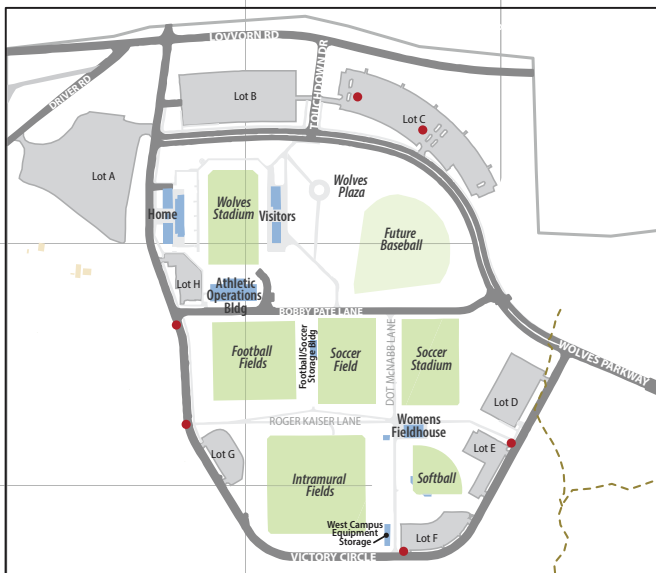 LOVVORN RD
DRIVER RD
TOUCHDOWN DR
Lot B
Lot C
Lot A
Wolves
Plaza
Home
Wolves
Stadium
Visitors
Future
Baseball
Lot H
Athletic
Operations
Bldg
BOBBY PATE LANE
WOLVES PARKWAY
Football
Fields
Football/Soccer
Storage Bldg
Soccer
Field
DOT McNABB LANE
Soccer
Stadium
Lot D
ROGER KAISER LANE
Womens
Fieldhouse
Lot G
Lot E
Intramural
Fields
Softball
West Campus
Equipment
Storage
Lot F
VICTORY CIRCLE